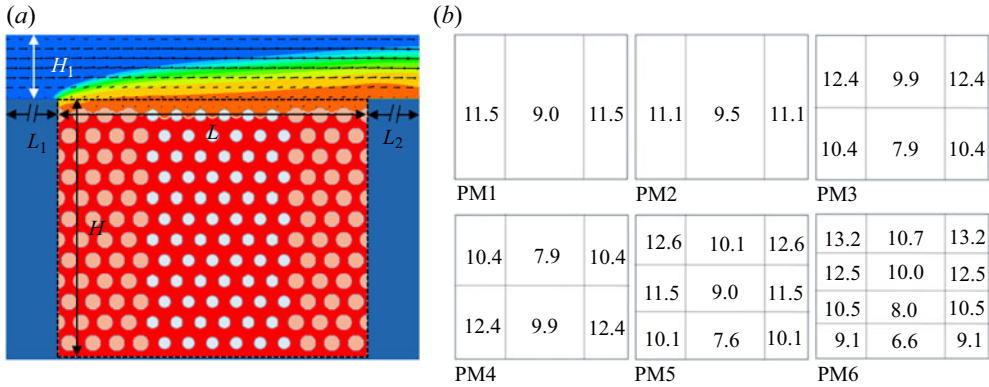 (a)
H₁
L
L₁
L₂
H
(b)
11.5 9.0 11.5
PM1
11.1 9.5 11.1
PM2
12.4 9.9 12.4
10.4 7.9 10.4
PM3
10.4 7.9 10.4
12.4 9.9 12.4
PM4
12.6 10.1 12.6
11.5 9.0 11.5
10.1 7.6 10.1
PM5
13.2 10.7 13.2
12.5 10.0 12.5
10.5 8.0 10.5
9.1 6.6 9.1
PM6